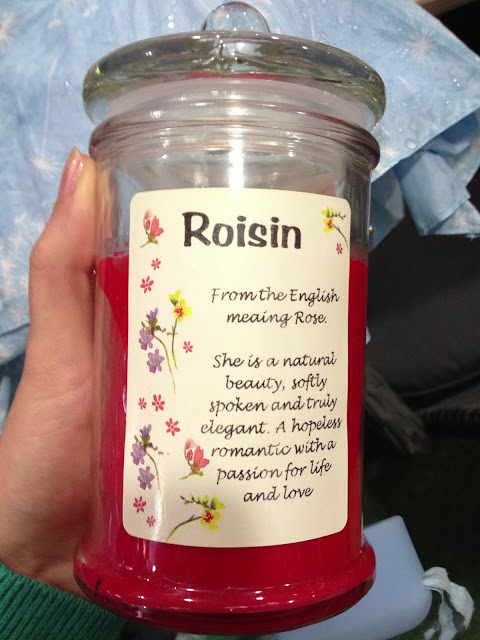 Roisin
From the English
meaing Rose.
She is a natural
beauty, softly
spoken and truly
elegant. A hopeless
romantic with a
passion for life
and love